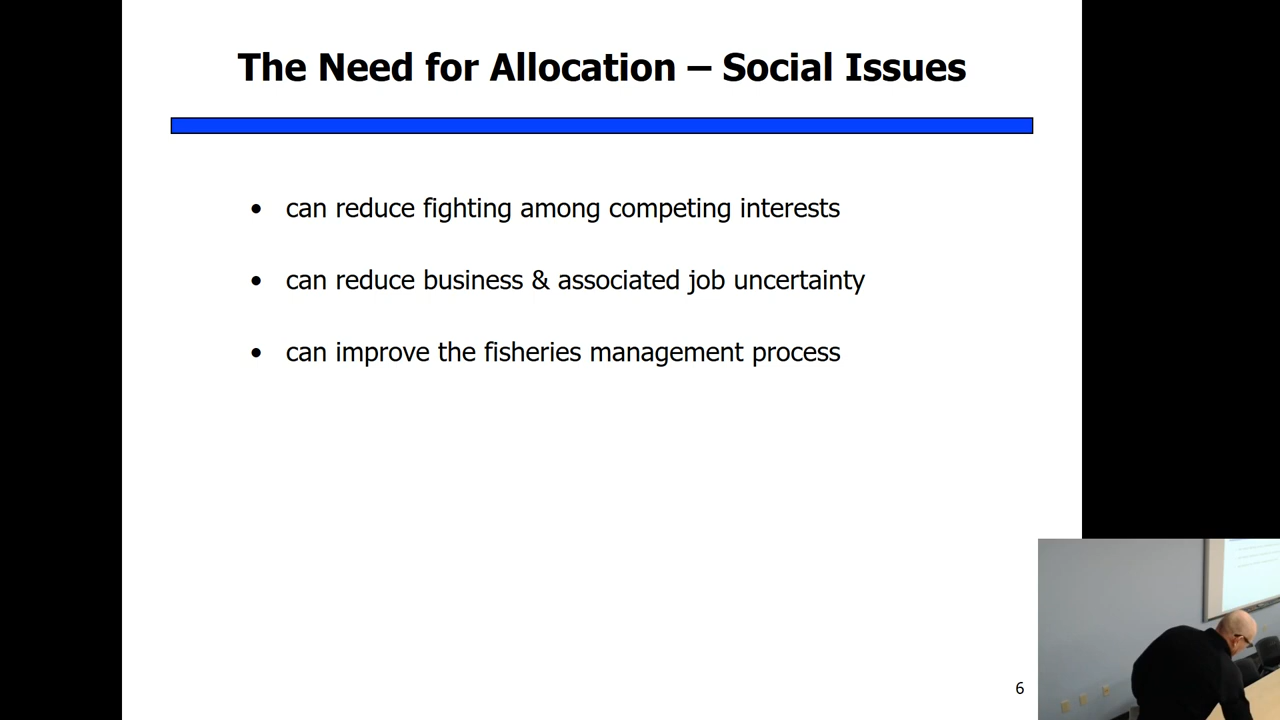 The Need for Allocation – Social Issues
• can reduce fighting among competing interests
• can reduce business & associated job uncertainty
• can improve the fisheries management process
6